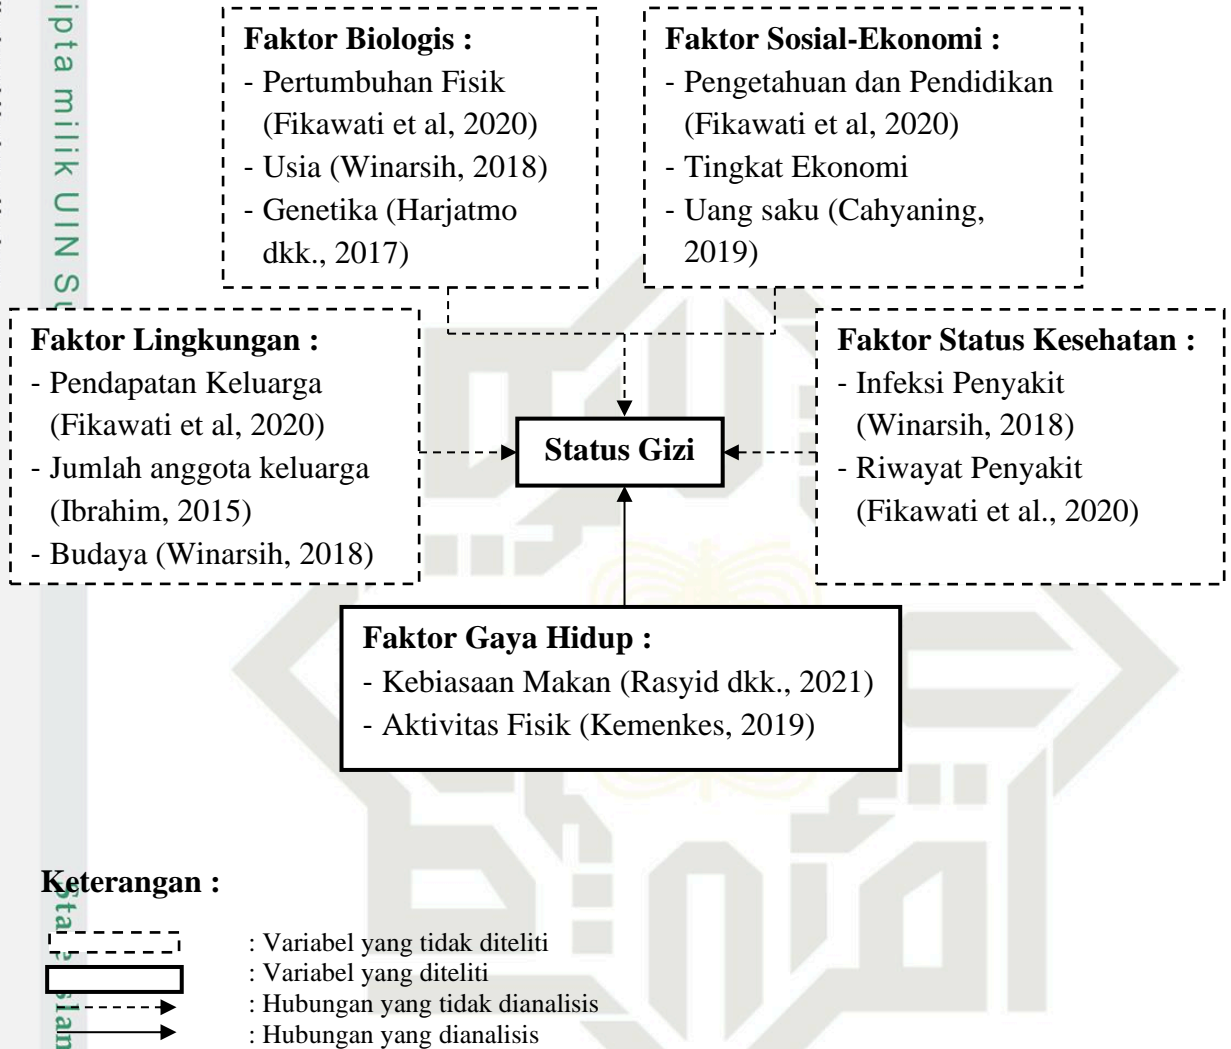 ipta milik UIN Su
Faktor Biologis :
- Pertumbuhan Fisik
(Fikawati et al, 2020)
- Usia (Winarsih, 2018)
- Genetika (Harjatmo
dkk., 2017)
Faktor Sosial-Ekonomi :
- Pengetahuan dan Pendidikan
(Fikawati et al, 2020)
- Tingkat Ekonomi
- Uang saku (Cahyaning,
2019)
Faktor Lingkungan :
- Pendapatan Keluarga
(Fikawati et al, 2020)
- Jumlah anggota keluarga
(Ibrahim, 2015)
- Budaya (Winarsih, 2018)
Status Gizi
Faktor Status Kesehatan :
- Infeksi Penyakit
(Winarsih, 2018)
- Riwayat Penyakit
(Fikawati et al., 2020)
Faktor Gaya Hidup :
- Kebiasaan Makan (Rasyid dkk., 2021)
- Aktivitas Fisik (Kemenkes, 2019)
Keterangan :
: Variabel yang tidak diteliti
: Variabel yang diteliti
: Hubungan yang tidak dianalisis
: Hubungan yang dianalisis